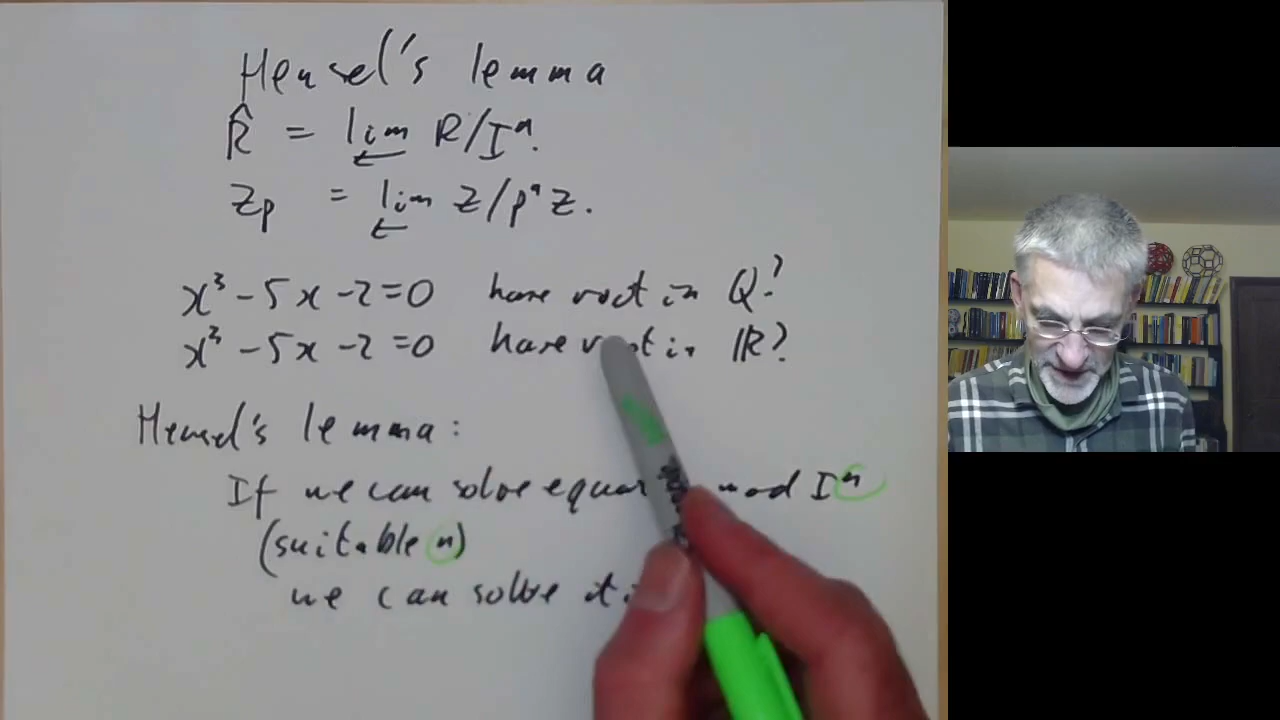 Hensel's lemma
R̂ = lim← R/Iⁿ.
Zp = lim← Z/pⁿZ.
x³ - 5x - 2 = 0 have root in Q?
x³ - 5x - 2 = 0 have root in R?
Hensel's lemma:
If we can solve mod Iⁿ
(suitable n)
we can solve it